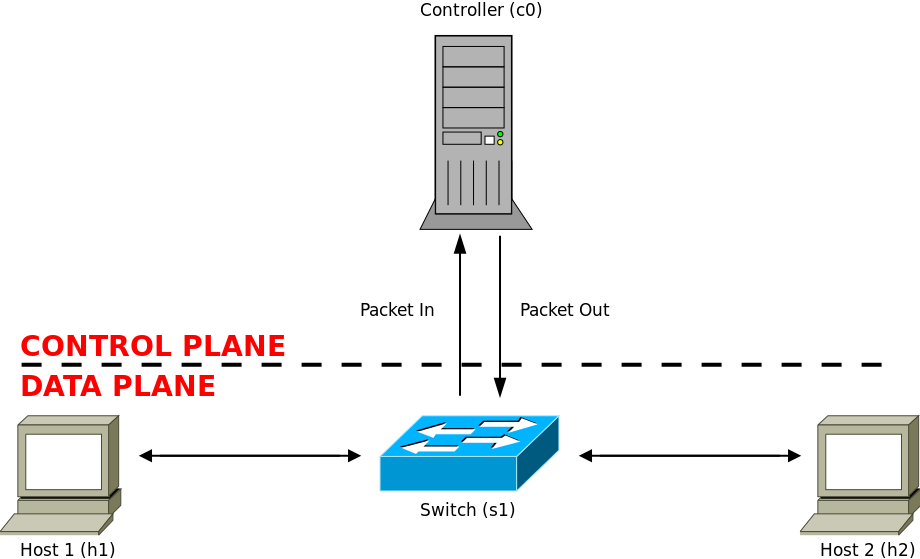 Controller (c0)
Packet In
Packet Out
CONTROL PLANE
DATA PLANE
Switch (s1)
Host 1 (h1)
Host 2 (h2)